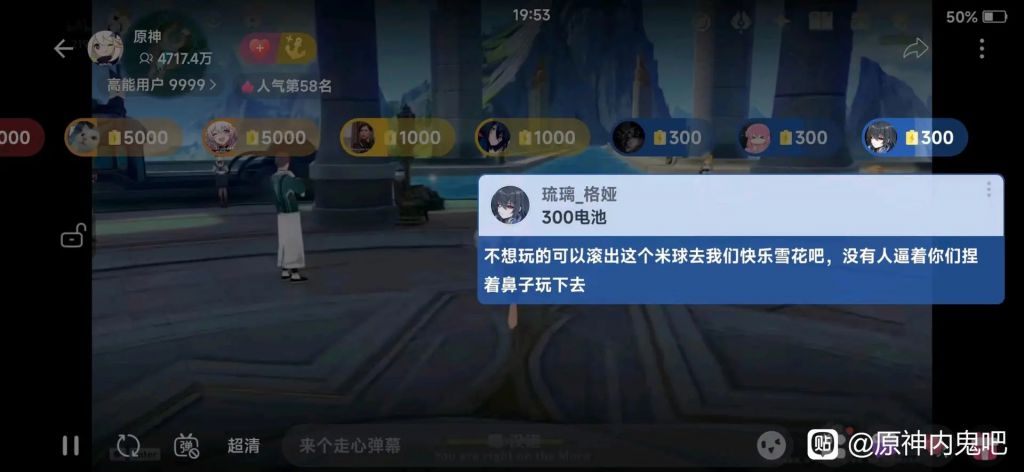 19:53
50%
原神
4717.4万
高能用户 9999
人气第58名
000
5000
5000
1000
1000
300
300
300
琉璃_格娅
300电池
不想玩的可以滚出这个米球去我们快乐雪花吧，没有人逼着你们捏
着鼻子玩下去
弹
超清
来个走心弹幕
贴 @原神内鬼吧